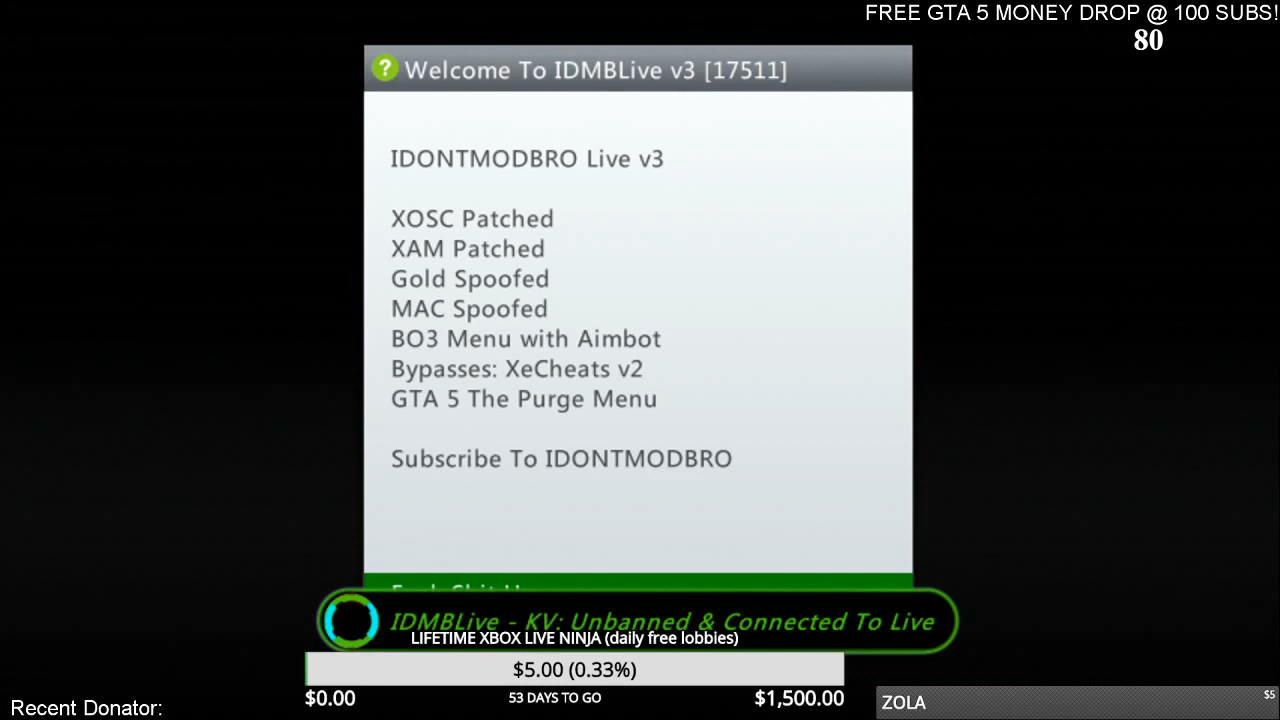 FREE GTA 5 MONEY DROP @ 100 SUBS!
80
Welcome To IDMBLive v3 [17511]
IDONTMODBRO Live v3
XOSC Patched
XAM Patched
Gold Spoofed
MAC Spoofed
BO3 Menu with Aimbot
Bypasses: XeCheats v2
GTA 5 The Purge Menu
Subscribe To IDONTMODBRO
IDMBLive - KV: Unbanned & Connected To Live
LIFETIME XBOX LIVE NINJA (daily free lobbies)
$5.00 (0.33%)
$0.00 53 DAYS TO GO $1,500.00
Recent Donator:
ZOLA $5